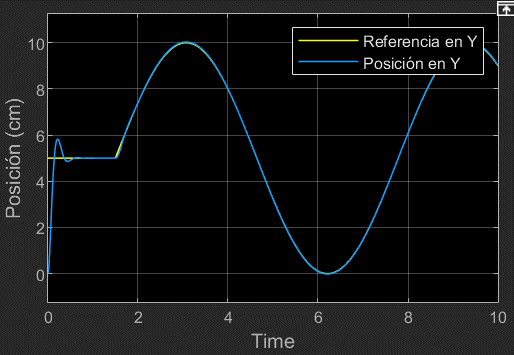 Referencia en Y
Posición en Y
Posición (cm)
10
8
6
4
2
0
0 2 4 6 8 10
Time